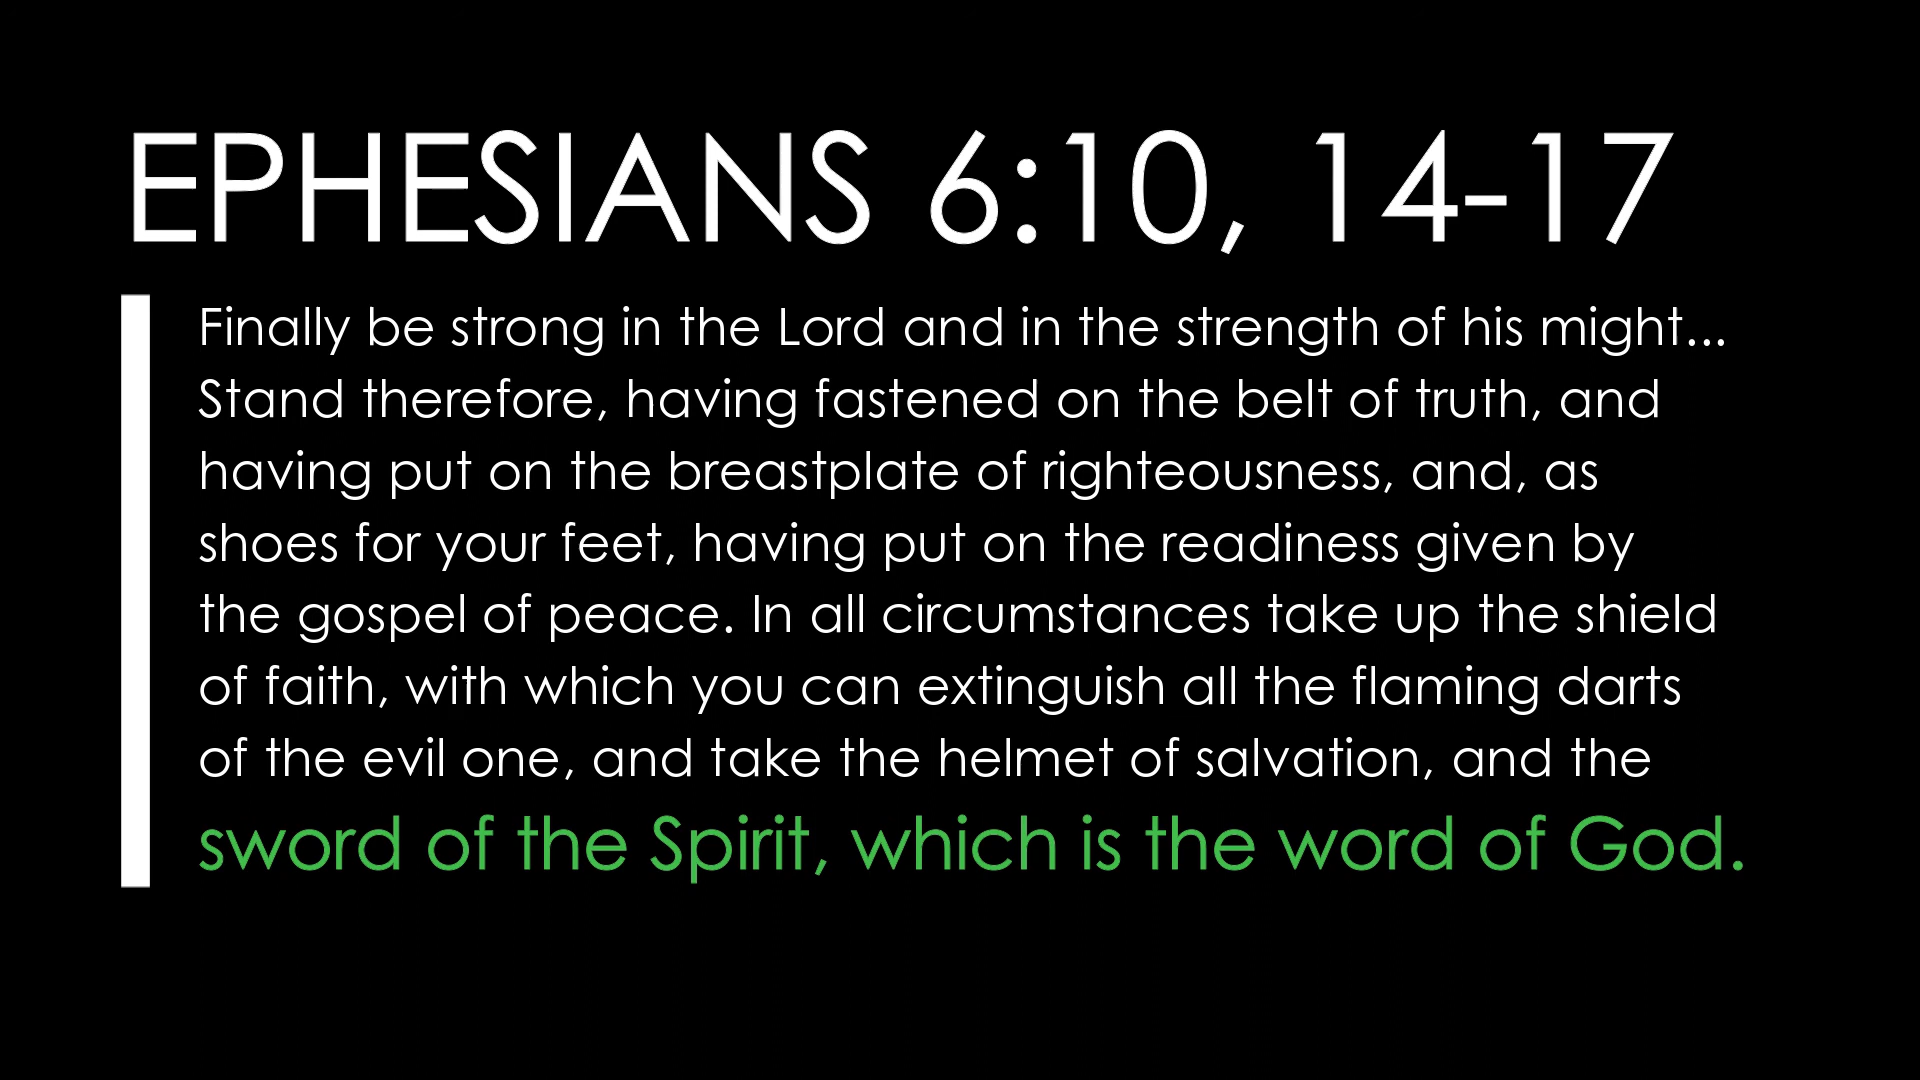 EPHESIANS 6:10, 14-17
Finally be strong in the Lord and in the strength of his might...
Stand therefore, having fastened on the belt of truth, and
having put on the breastplate of righteousness, and, as
shoes for your feet, having put on the readiness given by
the gospel of peace. In all circumstances take up the shield
of faith, with which you can extinguish all the flaming darts
of the evil one, and take the helmet of salvation, and the
sword of the Spirit, which is the word of God.